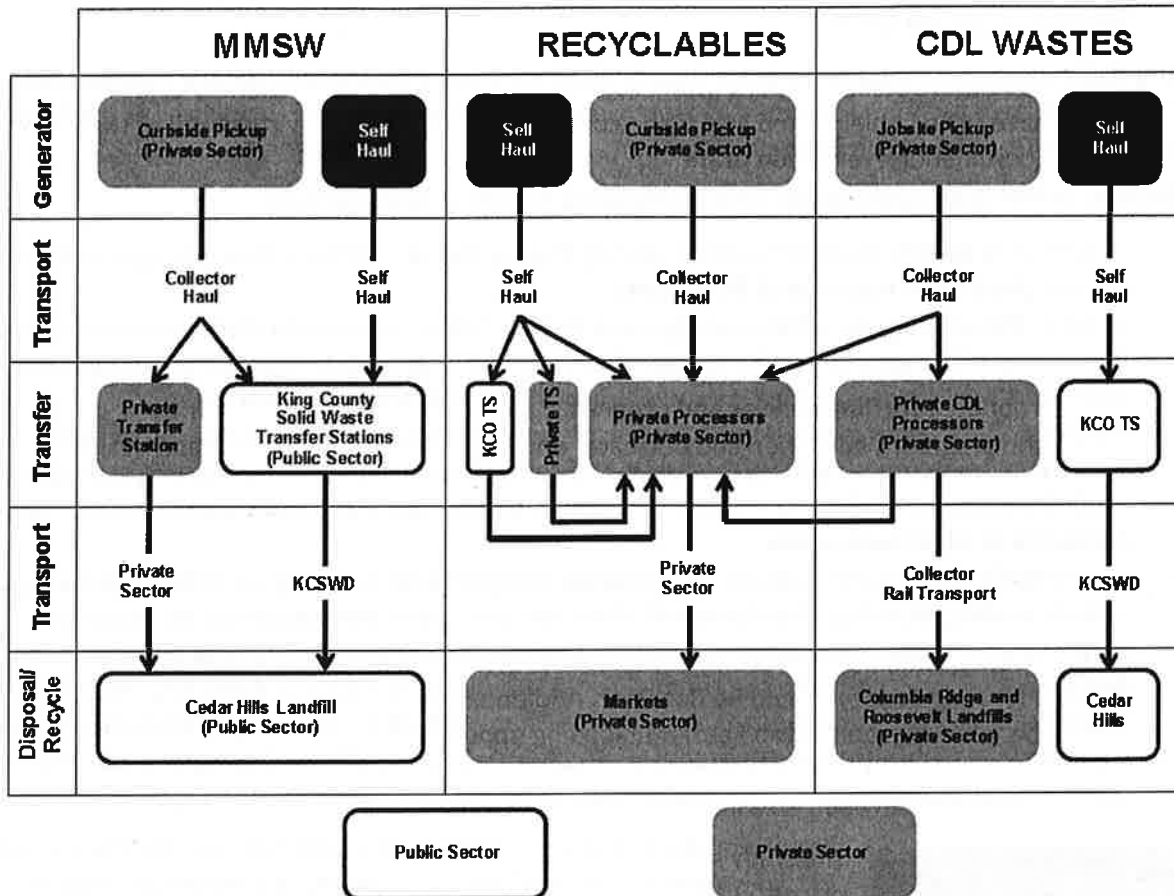 MMSW
RECYCLABLES
CDL WASTES
Generator
Curbside Pickup
(Private Sector)
Self
Haul
Self
Haul
Curbside Pickup
(Private Sector)
Jobsite Pickup
(Private Sector)
Self
Haul
Transport
Collector
Haul
Self
Haul
Self
Haul
Collector
Haul
Collector
Haul
Self
Haul
Transfer
Private
Transfer
Station
King County
Solid Waste
Transfer Stations
(Public Sector)
KCO TS
Private TS
Private Processors
(Private Sector)
Private CDL
Processors
(Private Sector)
KCO TS
Transport
Private
Sector
KCSWD
Private
Sector
Collector
Rail Transport
KCSWD
Disposal/
Recycle
Cedar Hills Landfill
(Public Sector)
Markets
(Private Sector)
Columbia Ridge and
Roosevelt Landfills
(Private Sector)
Cedar
Hills
Public Sector
Private Sector